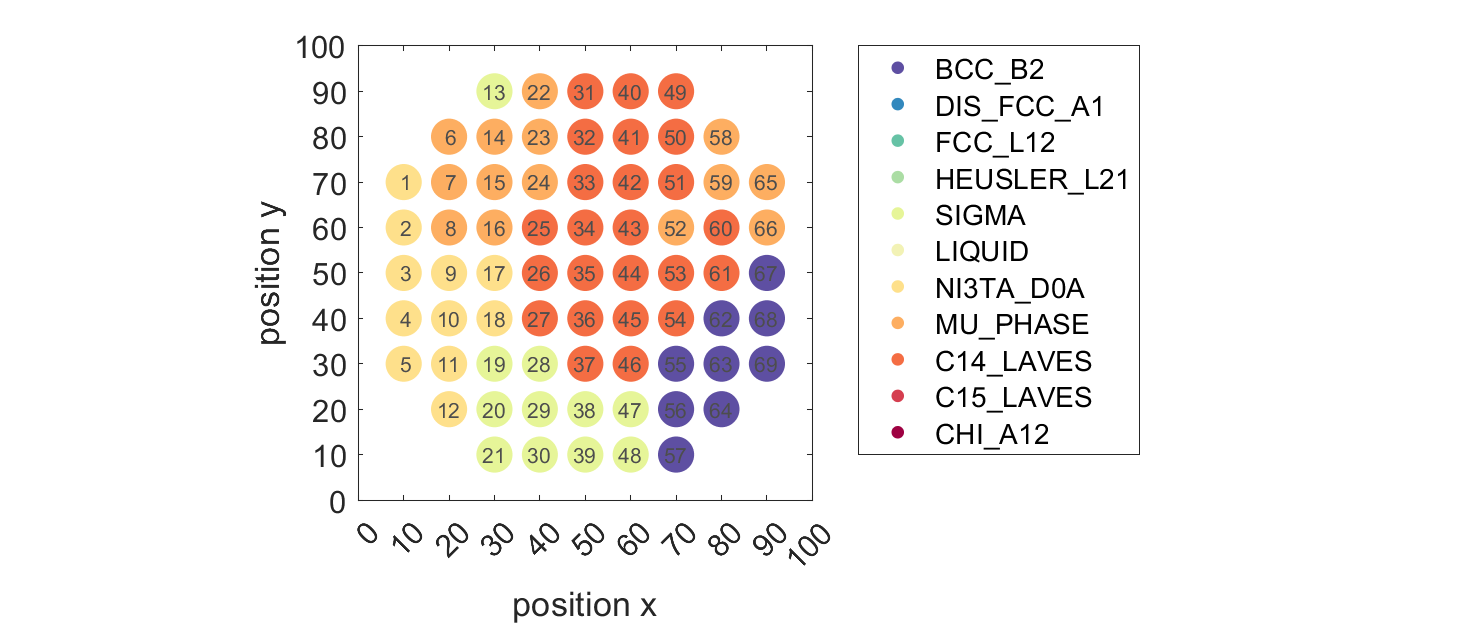 100
90
80
70
60
50
40
30
20
10
0
position y
13 22 31 40 49
6 14 23 32 41 50 58
1 7 15 24 33 42 51 59 65
2 8 16 25 34 43 52 60 66
3 9 17 26 35 44 53 61 67
4 10 18 27 36 45 54 62 68
5 11 19 28 37 46 55 63 69
12 20 29 38 47 56 64
21 30 39 48 57
0 10 20 30 40 50 60 70 80 90 100
position x
BCC_B2
DIS_FCC_A1
FCC_L12
HEUSLER_L21
SIGMA
LIQUID
NI3TA_D0A
MU_PHASE
C14_LAVES
C15_LAVES
CHI_A12